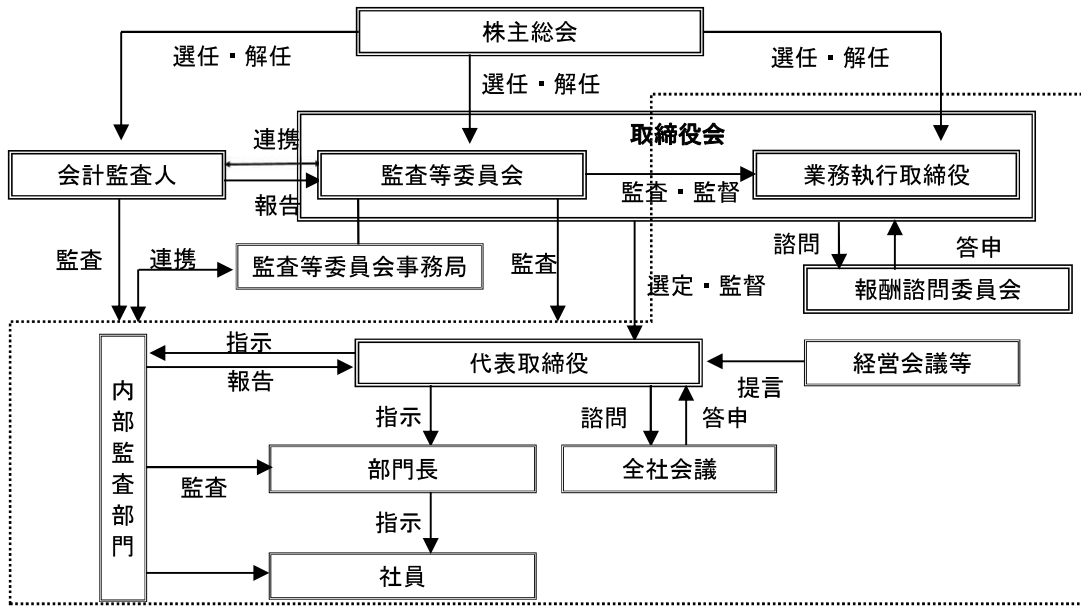 株主総会
選任・解任
選任・解任
選任・解任
取締役会
連携
会計監査人
監査等委員会
業務執行取締役
報告
監査・監督
監査
連携
監査等委員会事務局
監査
選定・監督
諮問
答申
報酬諮問委員会
指示
報告
代表取締役
提言
経営会議等
内部監査部門
指示
諮問
答申
部門長
全社会議
監査
指示
社員